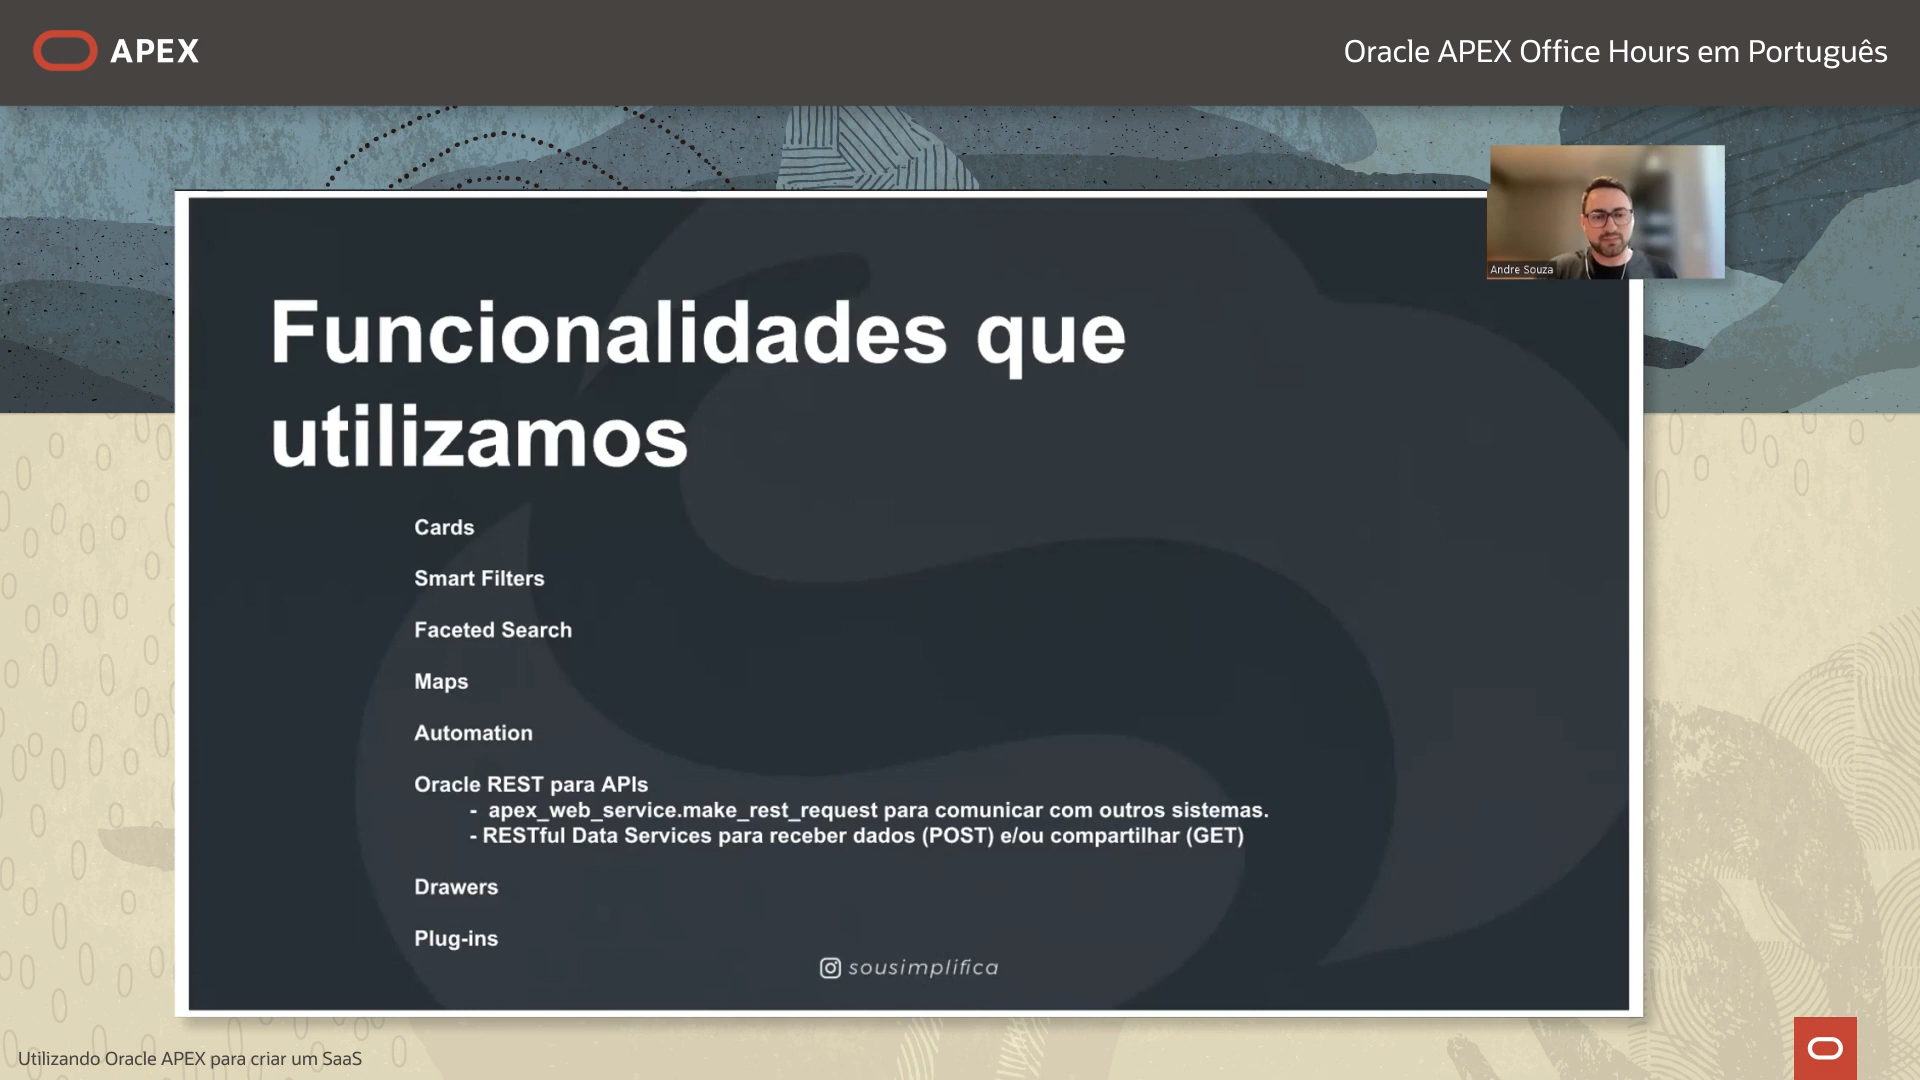 APEX
Oracle APEX Office Hours em Português
Andre Souza
Funcionalidades que
utilizamos
Cards
Smart Filters
Faceted Search
Maps
Automation
Oracle REST para APIs
- apex_web_service.make_rest_request para comunicar com outros sistemas.
- RESTful Data Services para receber dados (POST) e/ou compartilhar (GET)
Drawers
Plug-ins
sousimplifica
Utilizando Oracle APEX para criar um SaaS